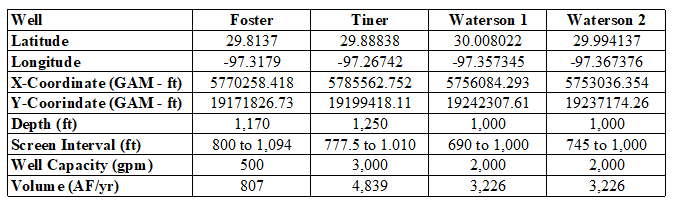 Well Foster Tiner Waterson 1 Waterson 2
Latitude 29.8137 29.88838 30.008022 29.994137
Longitude -97.3179 -97.26742 -97.357345 -97.367376
X-Coordinate (GAM - ft) 5770258.418 5785562.752 5756084.293 5753036.354
Y-Coorindate (GAM - ft) 19171826.73 19199418.11 19242307.61 19237174.26
Depth (ft) 1,170 1,250 1,000 1,000
Screen Interval (ft) 800 to 1,094 777.5 to 1.010 690 to 1,000 745 to 1,000
Well Capacity (gpm) 500 3,000 2,000 2,000
Volume (AF/yr) 807 4,839 3,226 3,226